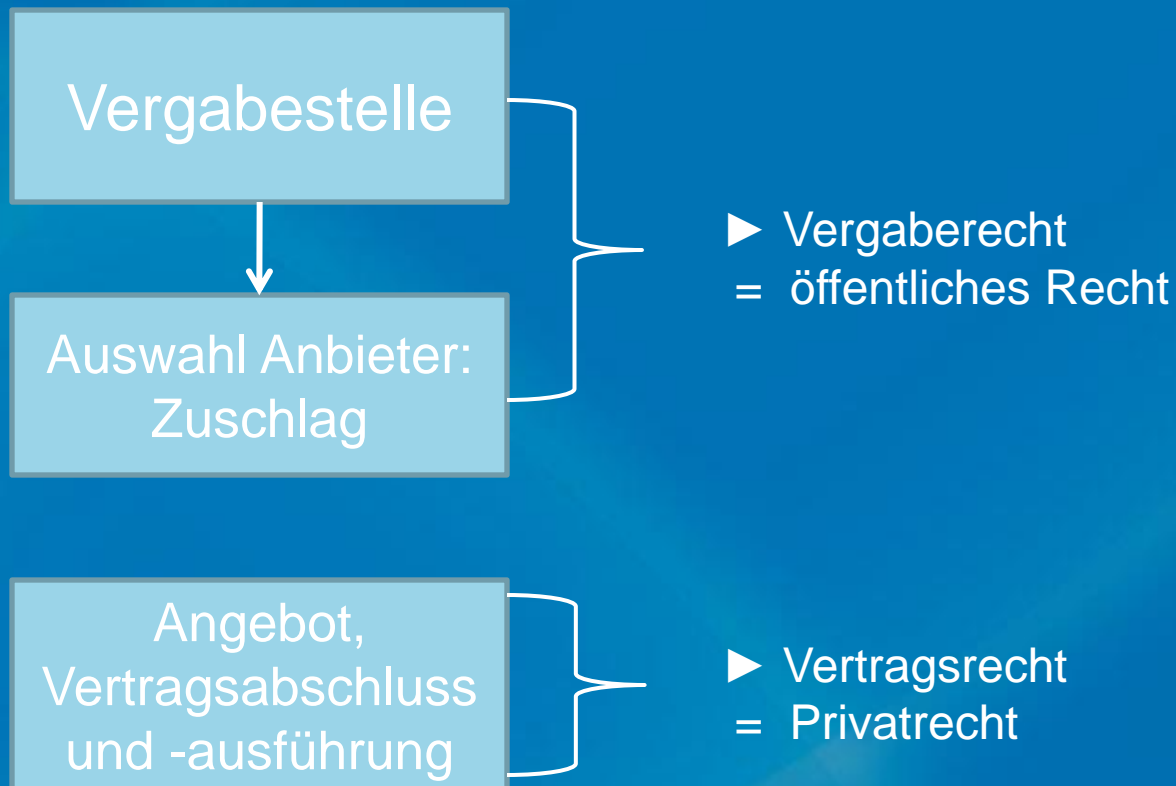 Vergabestelle
Auswahl Anbieter:
Zuschlag
► Vergaberecht
= öffentliches Recht
Angebot,
Vertragsabschluss
und -ausführung
► Vertragsrecht
= Privatrecht